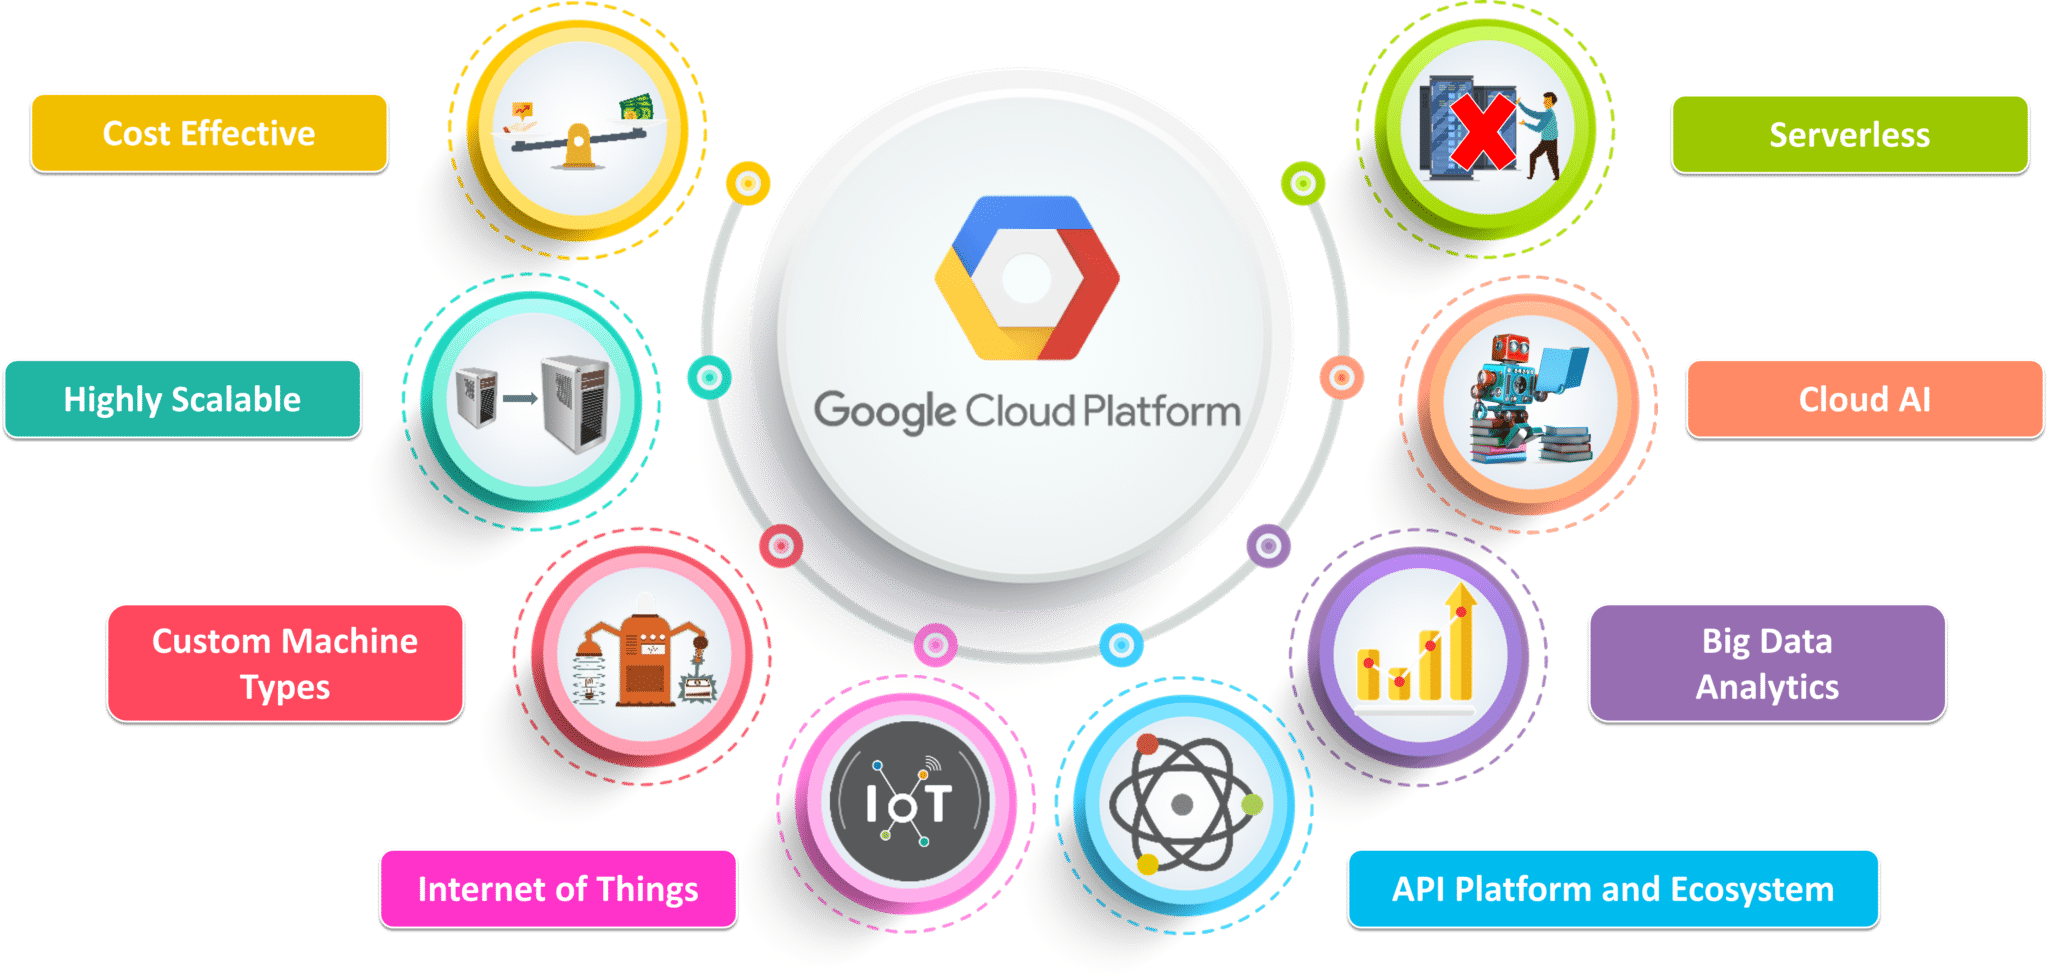 Cost Effective
Serverless
Google Cloud Platform
Highly Scalable
Cloud AI
Custom Machine
Types
Big Data
Analytics
IoT
Internet of Things
API Platform and Ecosystem